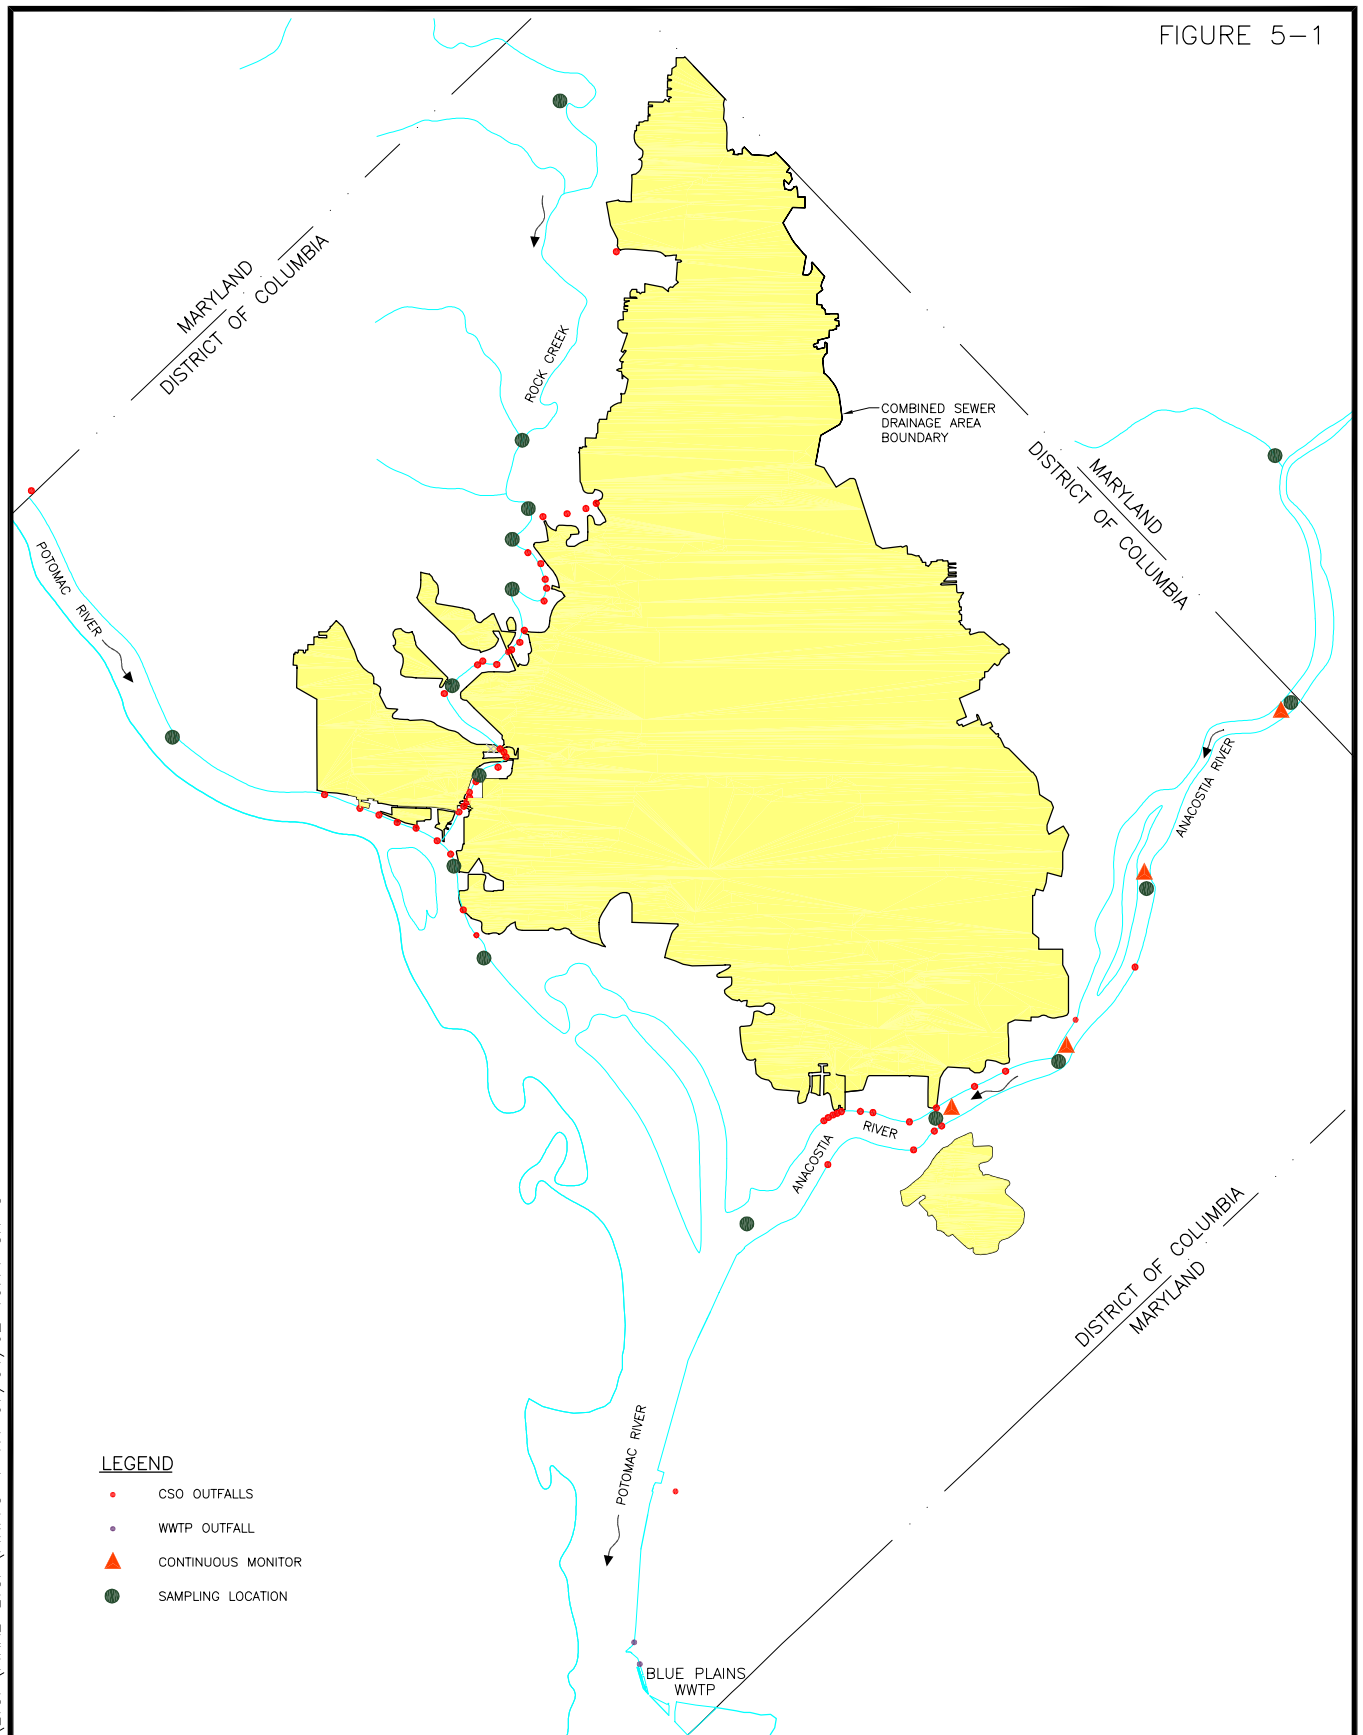 FIGURE 5-1
MARYLAND
DISTRICT OF COLUMBIA
ROCK CREEK
COMBINED SEWER
DRAINAGE AREA
BOUNDARY
MARYLAND
DISTRICT OF COLUMBIA
POTOMAC RIVER
ANACOSTIA RIVER
ANACOSTIA
RIVER
DISTRICT OF COLUMBIA
MARYLAND
POTOMAC RIVER
LEGEND
CSO OUTFALLS
WWTP OUTFALL
CONTINUOUS MONITOR
SAMPLING LOCATION
BLUE PLAINS
WWTP